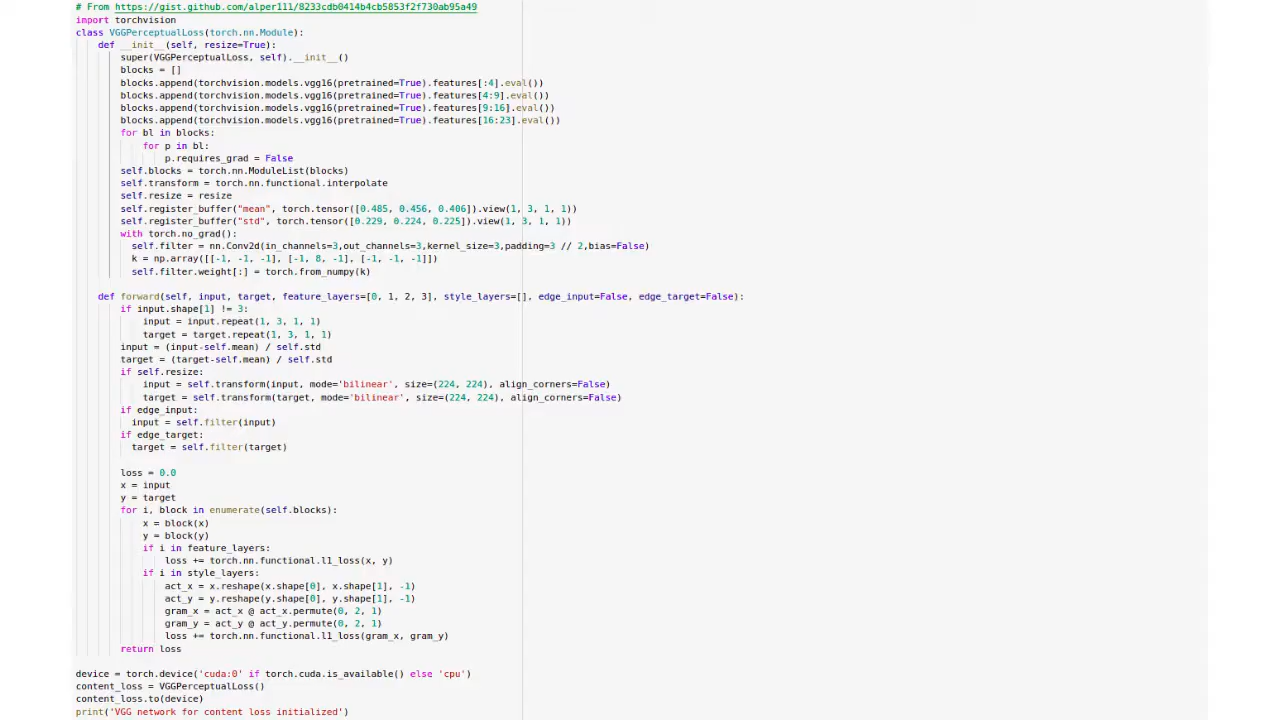 # From https://gist.github.com/alper111/8233cdb0414b4cb5853f2f730ab95a49
import torchvision
class VGGPerceptualLoss(torch.nn.Module):
    def __init__(self, resize=True):
        super(VGGPerceptualLoss, self).__init__()
        blocks = []
        blocks.append(torchvision.models.vgg16(pretrained=True).features[:4].eval())
        blocks.append(torchvision.models.vgg16(pretrained=True).features[4:9].eval())
        blocks.append(torchvision.models.vgg16(pretrained=True).features[9:16].eval())
        blocks.append(torchvision.models.vgg16(pretrained=True).features[16:23].eval())
        for bl in blocks:
            for p in bl:
                p.requires_grad = False
        self.blocks = torch.nn.ModuleList(blocks)
        self.transform = torch.nn.functional.interpolate
        self.resize = resize
        self.register_buffer("mean", torch.tensor([0.485, 0.456, 0.406]).view(1, 3, 1, 1))
        self.register_buffer("std", torch.tensor([0.229, 0.224, 0.225]).view(1, 3, 1, 1))
        with torch.no_grad():
          self.filter = nn.Conv2d(in_channels=3,out_channels=3,kernel_size=3,padding=3 // 2,bias=False)
          k = np.array([[-1, -1, -1], [-1, 8, -1], [-1, -1, -1]])
          self.filter.weight[:] = torch.from_numpy(k)

    def forward(self, input, target, feature_layers=[0, 1, 2, 3], style_layers=[], edge_input=False, edge_target=False):
        if input.shape[1] != 3:
            input = input.repeat(1, 3, 1, 1)
            target = target.repeat(1, 3, 1, 1)
        input = (input-self.mean) / self.std
        target = (target-self.mean) / self.std
        if self.resize:
            input = self.transform(input, mode='bilinear', size=(224, 224), align_corners=False)
            target = self.transform(target, mode='bilinear', size=(224, 224), align_corners=False)
        if edge_input:
          input = self.filter(input)
        if edge_target:
          target = self.filter(target)

        loss = 0.0
        x = input
        y = target
        for i, block in enumerate(self.blocks):
            x = block(x)
            y = block(y)
            if i in feature_layers:
                loss += torch.nn.functional.l1_loss(x, y)
            if i in style_layers:
                act_x = x.reshape(x.shape[0], x.shape[1], -1)
                act_y = y.reshape(y.shape[0], y.shape[1], -1)
                gram_x = act_x @ act_x.permute(0, 2, 1)
                gram_y = act_y @ act_y.permute(0, 2, 1)
                loss += torch.nn.functional.l1_loss(gram_x, gram_y)
        return loss

device = torch.device('cuda:0' if torch.cuda.is_available() else 'cpu')
content_loss = VGGPerceptualLoss()
content_loss.to(device)
print('VGG network for content loss initialized')